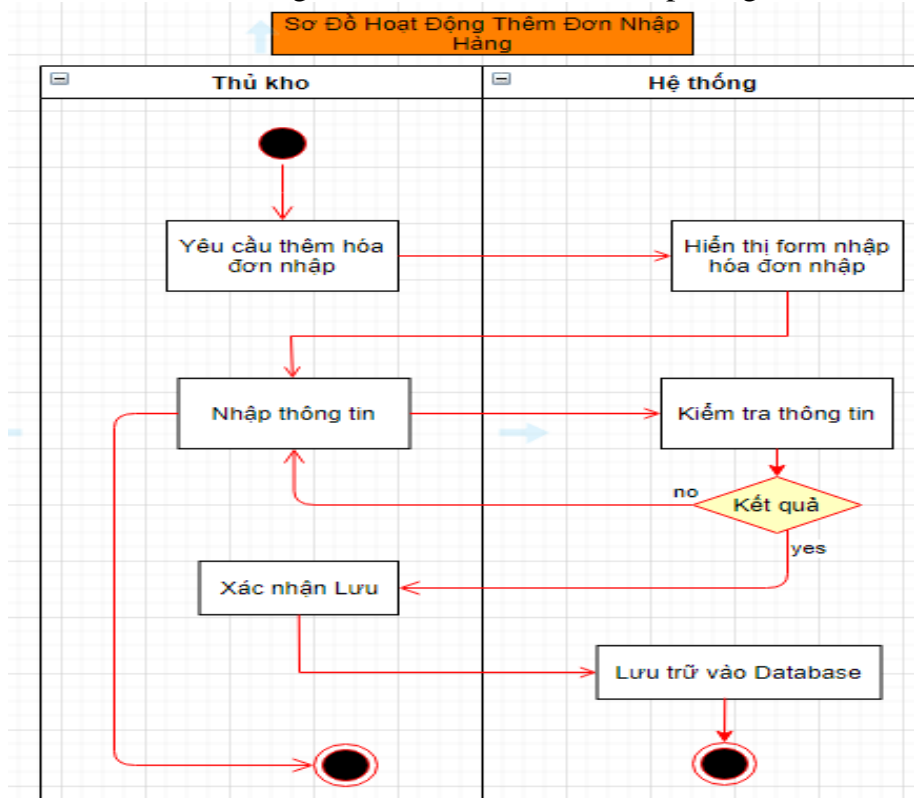 Sơ Đồ Hoạt Động Thêm Đơn Nhập
Hàng
Thủ kho
Hệ thống
Yêu cầu thêm hóa
đơn nhập
Hiển thị form nhập
hóa đơn nhập
Nhập thông tin
Kiểm tra thông tin
no
Kết quả
yes
Xác nhận Lưu
Lưu trữ vào Database